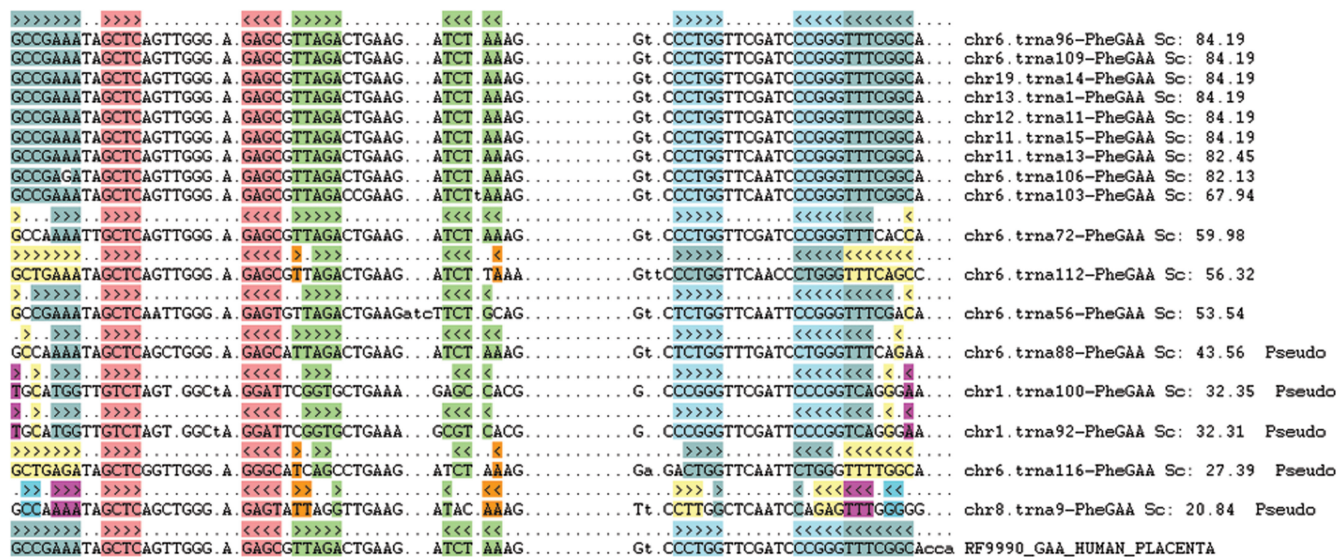 >>>>>>>..>>>>..........<<<<.>>>>>..........<<<.<<.................>>>>>.......<<<<<<<<<<<<....
GCCGAAATAGCTCAGTTGGG.A.GAGCGTTAGACTGAAG...ATCT.AAAG...........Gt.CCCTGGTTCGATCCCGGGTTTCGGCA... chr6.trna96-PheGAA Sc: 84.19
GCCGAAATAGCTCAGTTGGG.A.GAGCGTTAGACTGAAG...ATCT.AAAG...........Gt.CCCTGGTTCGATCCCGGGTTTCGGCA... chr6.trna109-PheGAA Sc: 84.19
GCCGAAATAGCTCAGTTGGG.A.GAGCGTTAGACTGAAG...ATCT.AAAG...........Gt.CCCTGGTTCGATCCCGGGTTTCGGCA... chr19.trna14-PheGAA Sc: 84.19
GCCGAAATAGCTCAGTTGGG.A.GAGCGTTAGACTGAAG...ATCT.AAAG...........Gt.CCCTGGTTCGATCCCGGGTTTCGGCA... chr13.trna1-PheGAA Sc: 84.19
GCCGAAATAGCTCAGTTGGG.A.GAGCGTTAGACTGAAG...ATCT.AAAG...........Gt.CCCTGGTTCGATCCCGGGTTTCGGCA... chr12.trna11-PheGAA Sc: 84.19
GCCGAAATAGCTCAGTTGGG.A.GAGCGTTAGACTGAAG...ATCT.AAAG...........Gt.CCCTGGTTCGATCCCGGGTTTCGGCA... chr11.trna15-PheGAA Sc: 84.19
GCCGAAATAGCTCAGTTGGG.A.GAGCGTTAGACTGAAG...ATCT.AAAG...........Gt.CCCTGGTTCAATCCCGGGTTTCGGCA... chr11.trna13-PheGAA Sc: 82.45
GCCGAGATAGCTCAGTTGGG.A.GAGCGTTAGACTGAAG...ATCT.AAAG...........Gt.CCCTGGTTCAATCCCGGGTTTCGGCA... chr6.trna106-PheGAA Sc: 82.13
GCCGAAATAGCTCAGTTGGG.A.GAGCGTTAGACCGAAG...ATCTtAAAG...........Gt.CCCTGGTTCAATCCCGGGTTTCGGCA... chr6.trna103-PheGAA Sc: 67.94
>...>>>..>>>>..........<<<<.>>>>>..........<<<.<<.................>>>>>.......<<<<<<<<...<....
GCCAAAATTGCTCAGTTGGG.A.GAGCGTTAGACTGAAG...ATCT.AAAG...........Gt.CCCTGGTTCGATCCCGGGTTTCACCA... chr6.trna72-PheGAA Sc: 59.98
>>>>>>>..>>>>..........<<<<.>.>>>..........<<<..<.................>>>>>.......<<<<<<<<<<<<....
GCTGAAATAGCTCAGTTGGG.A.GAGCGTTAGACTGAAG...ATCT.TAAA...........GttCCCTGGTTCAACCCTGGGTTTCAGCC... chr6.trna112-PheGAA Sc: 56.32
>.>>>>>..>>>>..........<<<<...>>>..........<<<.<..................>>>>>.......<<<<<<<<<<.<....
GCCGAAATAGCTCAATTGGG.A.GAGTGTTAGACTGAAGatcTTCT.GCAG...........Gt.CTCTGGTTCAATTCCGGGTTTCGACA... chr6.trna56-PheGAA Sc: 53.54
.>..>>>..>>>>..........<<<<.>>>>>..........<<<.<<.................>>>>>.......<<<<<<<<..<.....
GCCAAAATAGCTCAGCTGGG.A.GAGCATTAGACTGAAG...ATCT.AAAG...........Gt.CTCTGGTTTGATCCTGGGTTTCAGAA... chr6.trna88-PheGAA Sc: 43.56 Pseudo
>.>.>>>..>>>>..........<<<<..>>>>..........<<<.<..................>>>>>.......<<<<<<<<.<.<....
TGCATGGTTGTCTAGT.GGCtA.GGATTCGGTGCTGAAA...GAGC.CACG...........G..CCCGGGTTCGATTCCCGGTCAGGGAA... chr1.trna100-PheGAA Sc: 32.35 Pseudo
>.>.>>>..>>>>..........<<<<...>>>...........<<.<..................>>>>>.......<<<<<<<<.<.<....
TGCATGGTTGTCTAGT.GGCtA.GGATTCGGTGCTGAAA...GCGT.CACG...........G..CCCGGGTTCGATTCCCGGTCAGGGAA... chr1.trna92-PheGAA Sc: 32.31 Pseudo
>>>>>>>..>>>>..........<<<<.>.>>............<<..<..................>>>>.......<<<<.<<<<<<<....
GCTGAGATAGCTCGGTTGGG.A.GGGCATCAGCCTGAAG...ATCT.AAAG...........Ga.GACTGGTTCAATTCTGGGTTTTGGCA... chr6.trna116-PheGAA Sc: 27.39 Pseudo
.>>.>>>..>>>>..........<<<<.>>..>..........<...<<.................>>>.>.......<.<<<<<<.<<.....
GCCAAAATAGCTCAGCTGGG.A.GAGTATTAGGTTGAAG...ATAC.AAAG...........Tt.CCTTGGCTCAATCCAGAGTTTGGGGG... chr8.trna9-PheGAA Sc: 20.84 Pseudo
>>>>>>>..>>>>..........<<<<.>>>>>..........<<<.<<.................>>>>>.......<<<<<<<<<<<<....
GCCGAAATAGCTCAGTTGGG.A.GAGCGTTAGACTGAAG...ATCT.AAAG...........Gt.CCCTGGTTCGATCCCGGGTTTCGGCAcca RF9990_GAA_HUMAN_PLACENTA